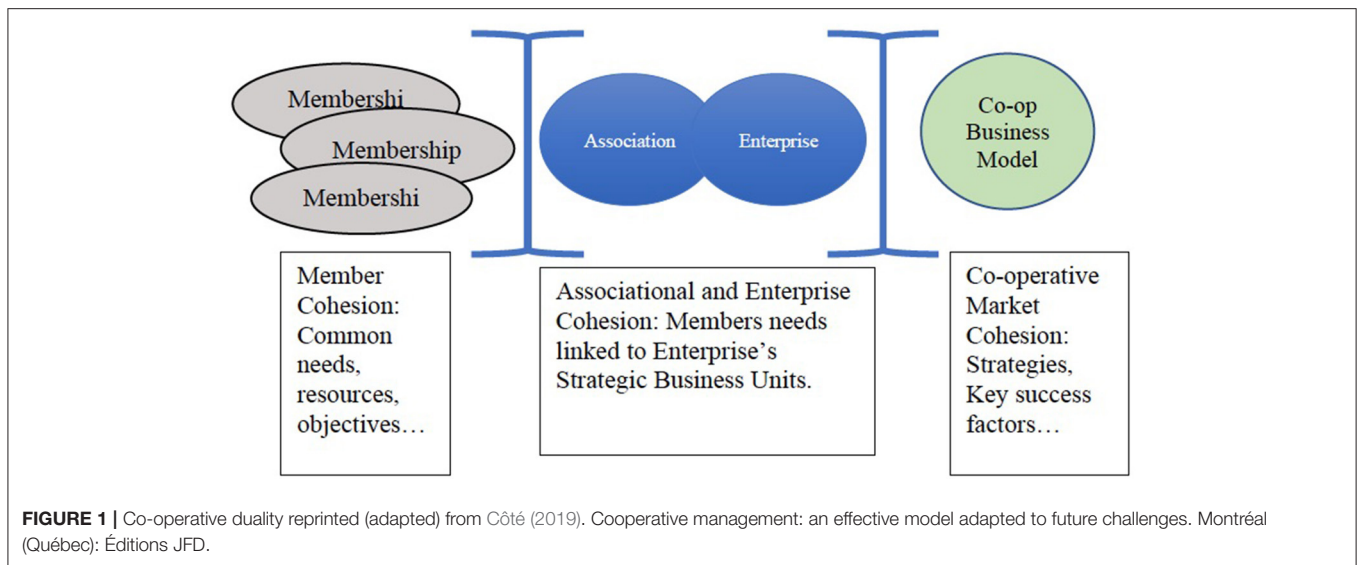 Membershi
Membership
Membershi
Association
Enterprise
Co-op
Business
Model
Member
Cohesion:
Common
needs,
resources,
objectives…
Associational and Enterprise
Cohesion: Members needs
linked to Enterprise’s
Strategic Business Units.
Co-operative
Market
Cohesion:
Strategies,
Key success
factors…
FIGURE 1 | Co-operative duality reprinted (adapted) from Côté (2019). Cooperative management: an effective model adapted to future challenges. Montréal
(Québec): Éditions JFD.